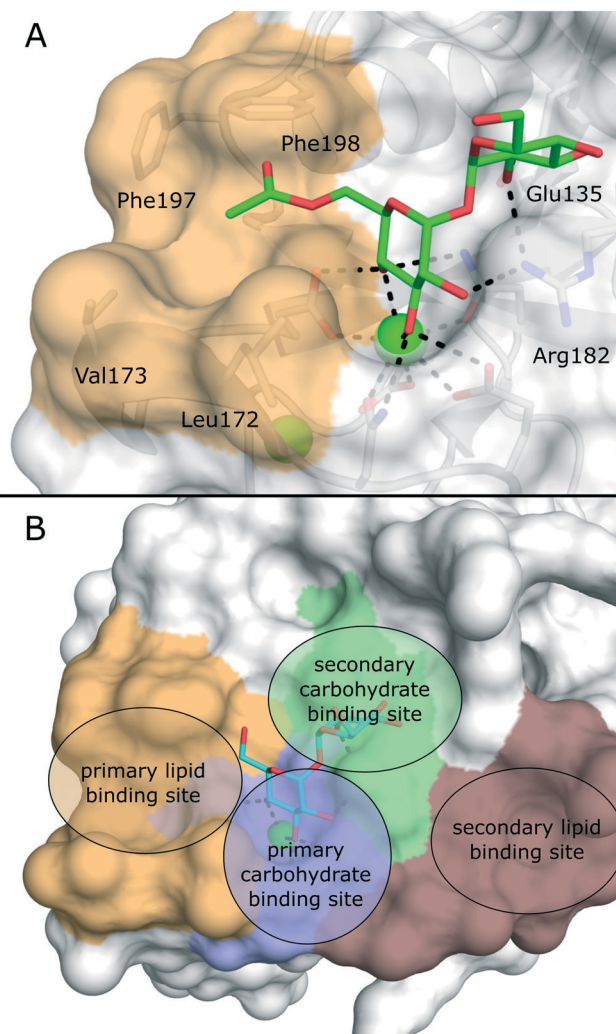 A
Phe198
Phe197
Glu135
Arg182
Val173
Leu172
B
secondary
carbohydrate
binding site
primary lipid
binding site
secondary lipid
binding site
primary
carbohydrate
binding site